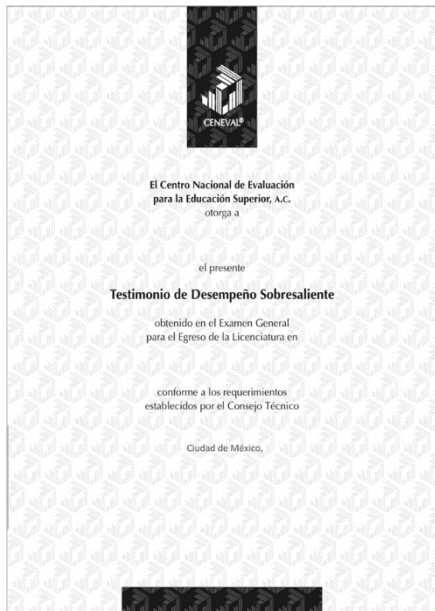 CENEVAL®
El Centro Nacional de Evaluación
para la Educación Superior, A.C.
otorga a
el presente
Testimonio de Desempeño Sobresaliente
obtenido en el Examen General
para el Egreso de la Licenciatura en
conforme a los requerimientos
establecidos por el Consejo Técnico
Ciudad de México,